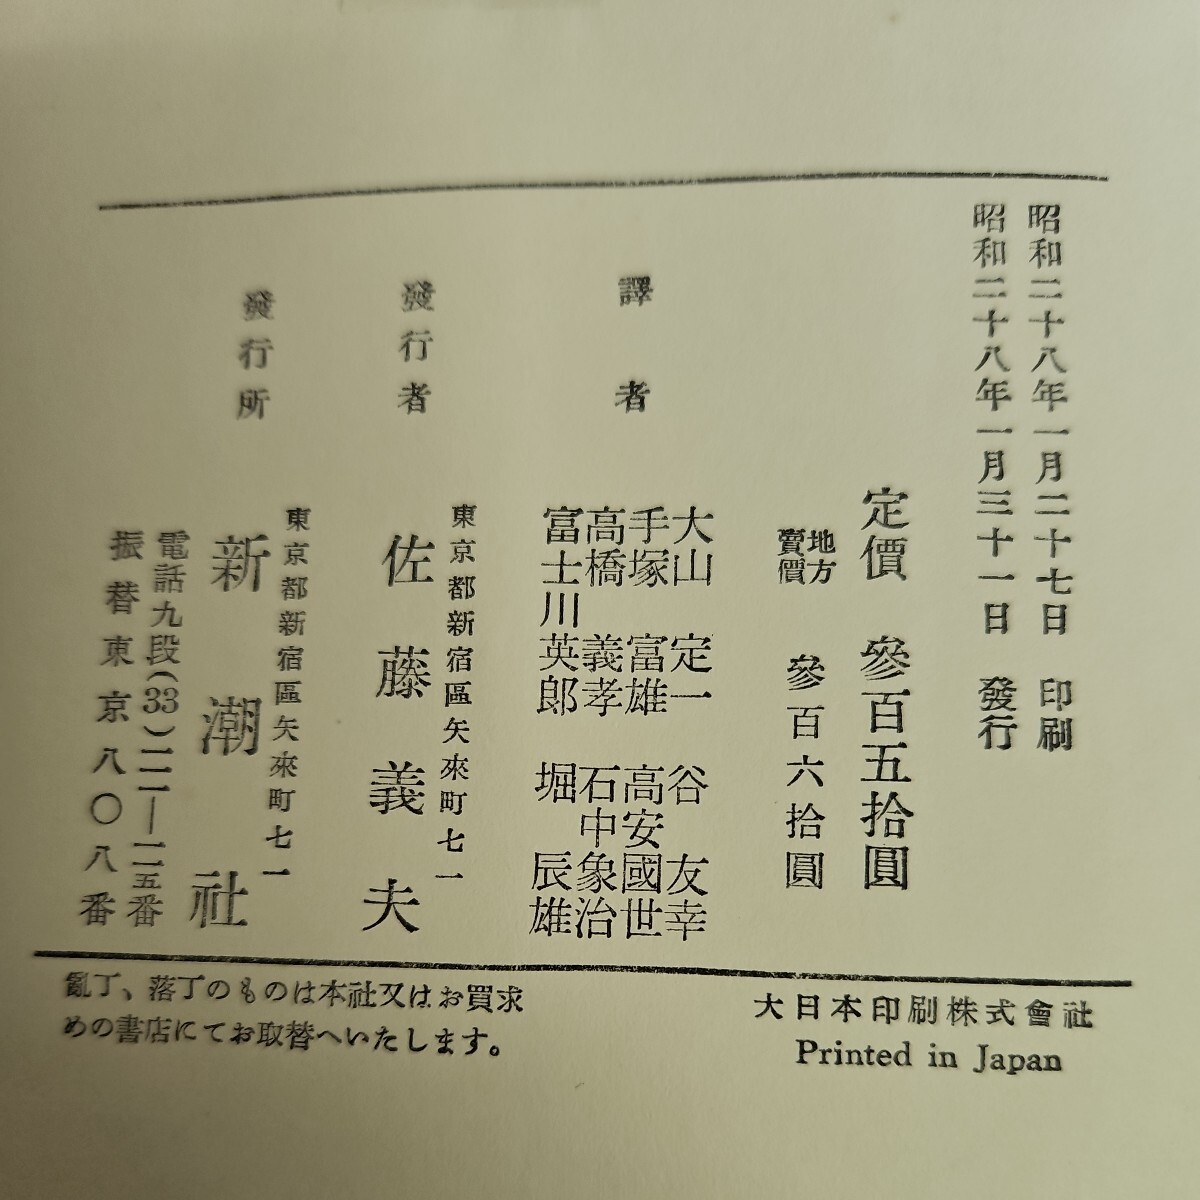 昭和二十八年一月二十七日　印刷
昭和二十八年一月三十一日　發行
定價　參百五拾圓
地方賣價　參百六拾圓
譯者
大山定一　谷友幸
手塚富雄　高安國世
高橋義孝　石中象治
富士川英郎　堀辰雄
發行者
東京都新宿區矢來町七一
佐藤義夫
發行所
東京都新宿區矢來町七一
新潮社
電話九段(33)二一二一―二五番
振替東京八〇八番
亂丁、落丁のものは本社又はお買求
めの書店にてお取替へいたします。
大日本印刷株式會社
Printed in Japan